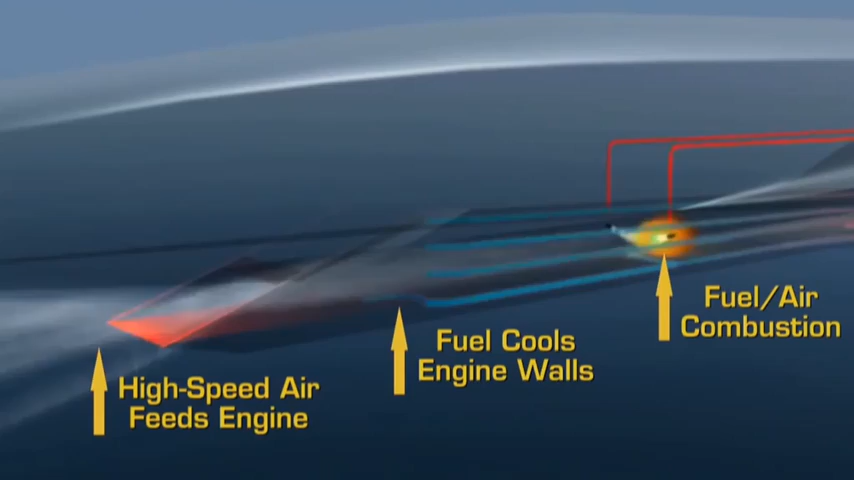 High-Speed Air
Feeds Engine
Fuel Cools
Engine Walls
Fuel/Air
Combustion